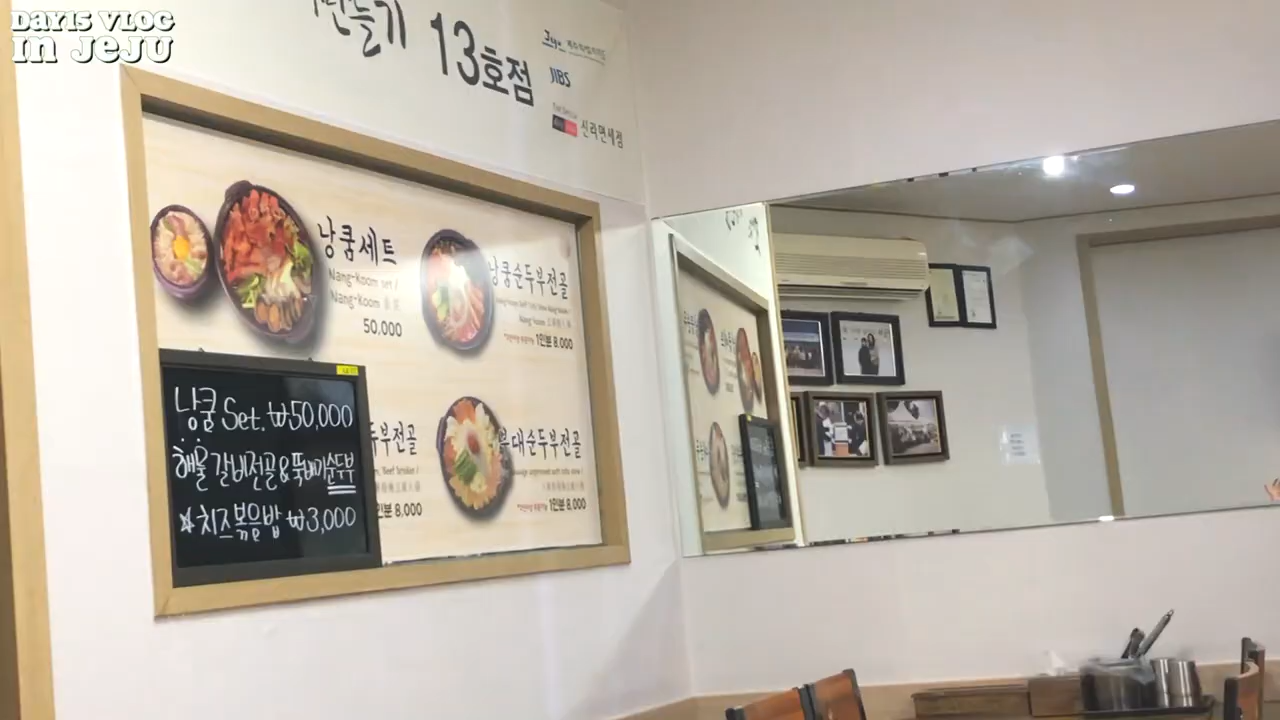 DAY15 VLOG
in JEJU
만들기 13호점
JIBS
신라면세점
낭쿰세트
Nang-Koom set /
Nang-Koom
50,000
낭쿰순두부전골
1인분 8,000
두부전골
인분 8,000
부대순두부전골
1인분 8,000
낭쿰 Set. ₩50,000
해물갈비전골&뚝배기순두부
☆치즈볶음밥 ₩3,000